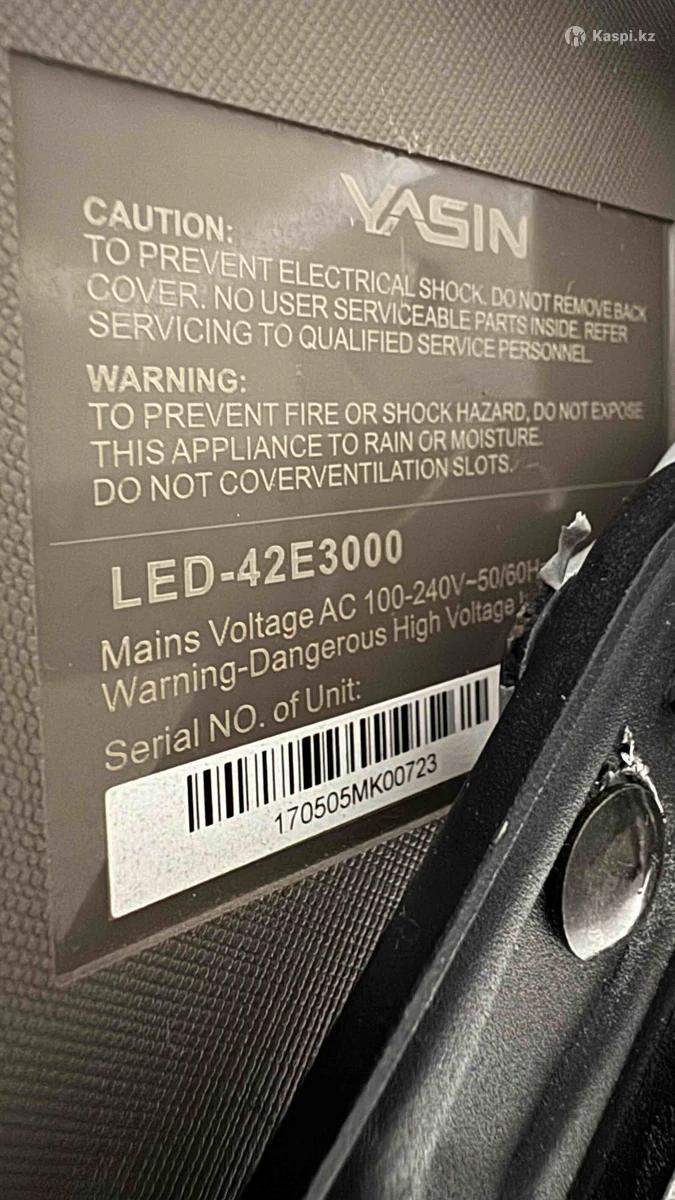 Kaspi.kz
YASIN
CAUTION:
TO PREVENT ELECTRICAL SHOCK. DO NOT REMOVE BACK
COVER. NO USER SERVICEABLE PARTS INSIDE. REFER
SERVICING TO QUALIFIED SERVICE PERSONNEL.
WARNING:
TO PREVENT FIRE OR SHOCK HAZARD, DO NOT EXPOSE
THIS APPLIANCE TO RAIN OR MOISTURE.
DO NOT COVERVENTILATION SLOTS.
LED-42E3000
Mains Voltage AC 100-240V~50/60H
Warning-Dangerous High Voltage
Serial NO. of Unit:
170505MK00723